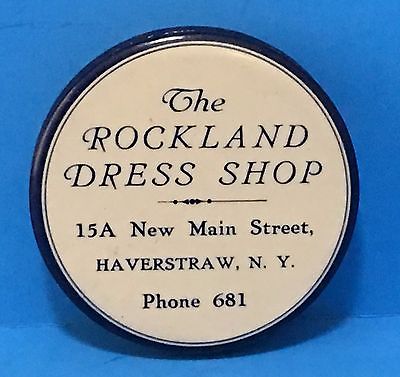 The
ROCKLAND
DRESS SHOP
15A New Main Street,
HAVERSTRAW, N. Y.
Phone 681